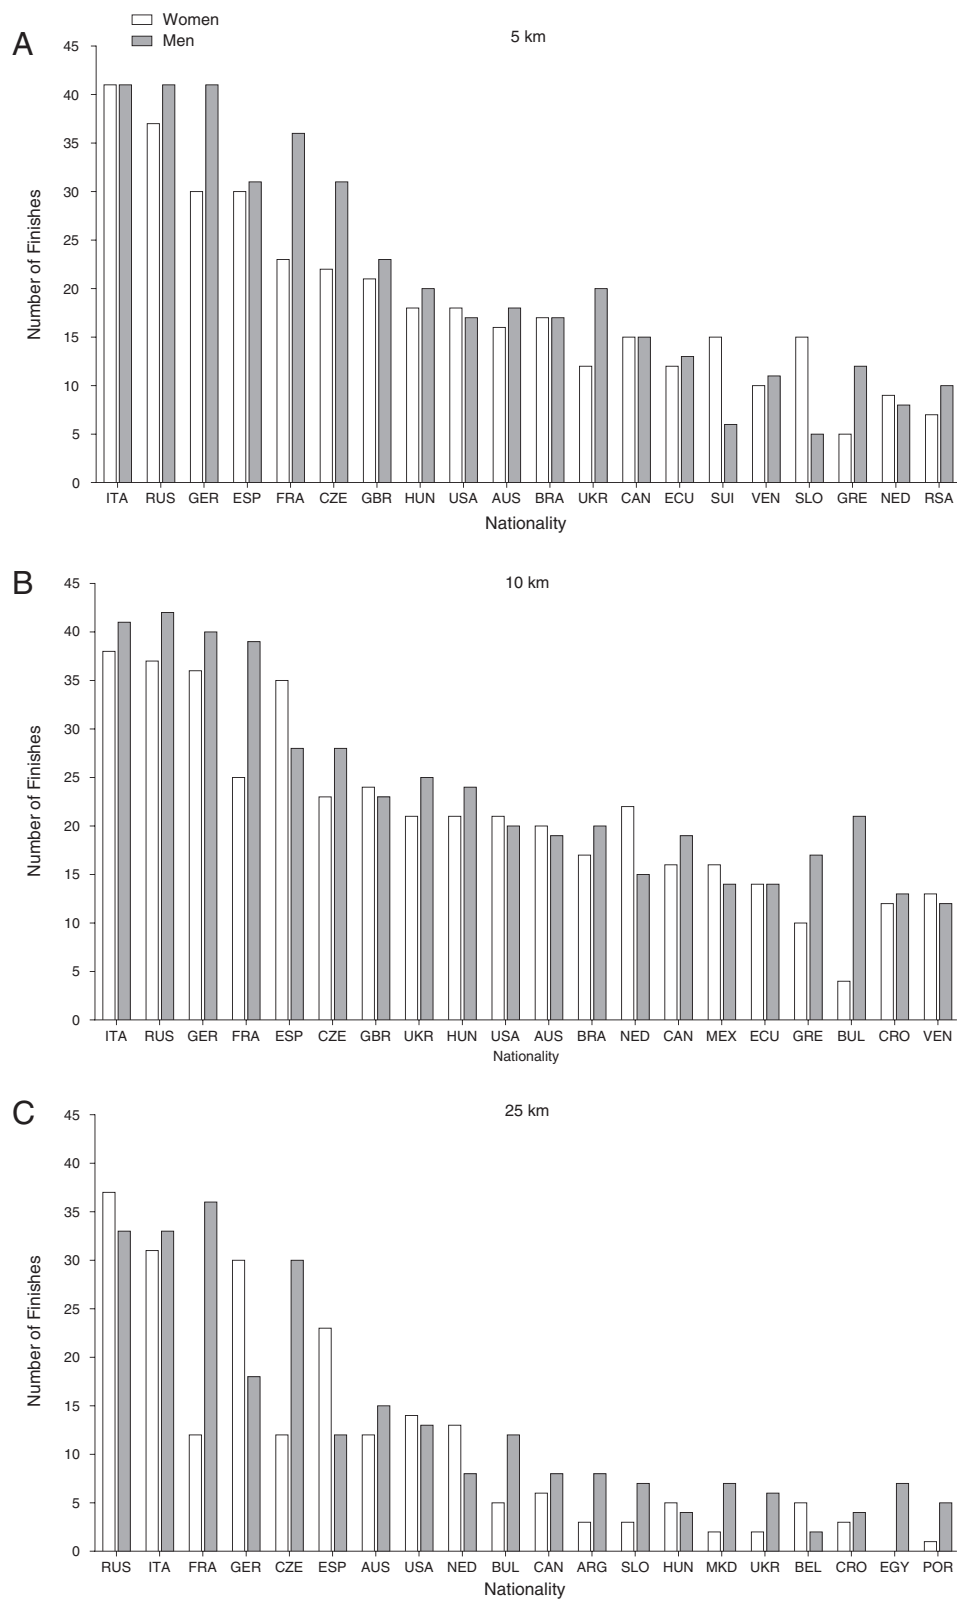 Women
Men
A
5 km
45
40
35
30
25
20
15
10
5
0
Number of Finishes
ITA RUS GER ESP FRA CZE GBR HUN USA AUS BRA UKR CAN ECU SUI VEN SLO GRE NED RSA
Nationality
B
10 km
45
40
35
30
25
20
15
10
5
0
Number of Finishes
ITA RUS GER FRA ESP CZE GBR UKR HUN USA AUS BRA NED CAN MEX ECU GRE BUL CRO VEN
Nationality
C
25 km
45
40
35
30
25
20
15
10
5
0
Number of Finishes
RUS ITA FRA GER CZE ESP AUS USA NED BUL CAN ARG SLO HUN MKD UKR BEL CRO EGY POR
Nationality